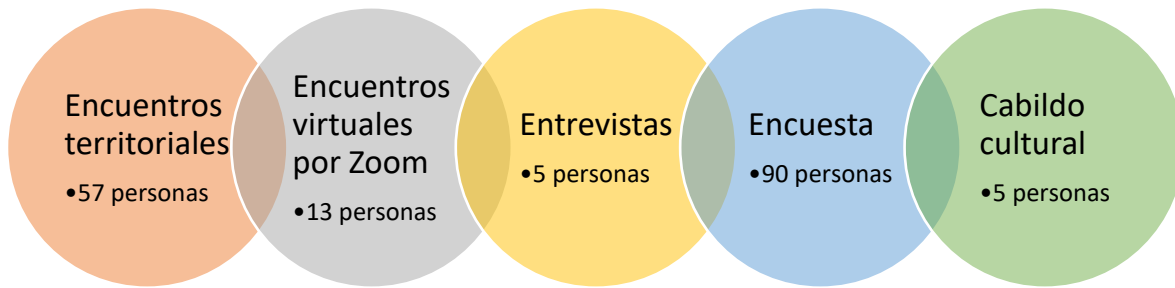 Encuentros
territoriales
•57 personas
Encuentros
virtuales
por Zoom
•13 personas
Entrevistas
•5 personas
Encuesta
•90 personas
Cabildo
cultural
•5 personas